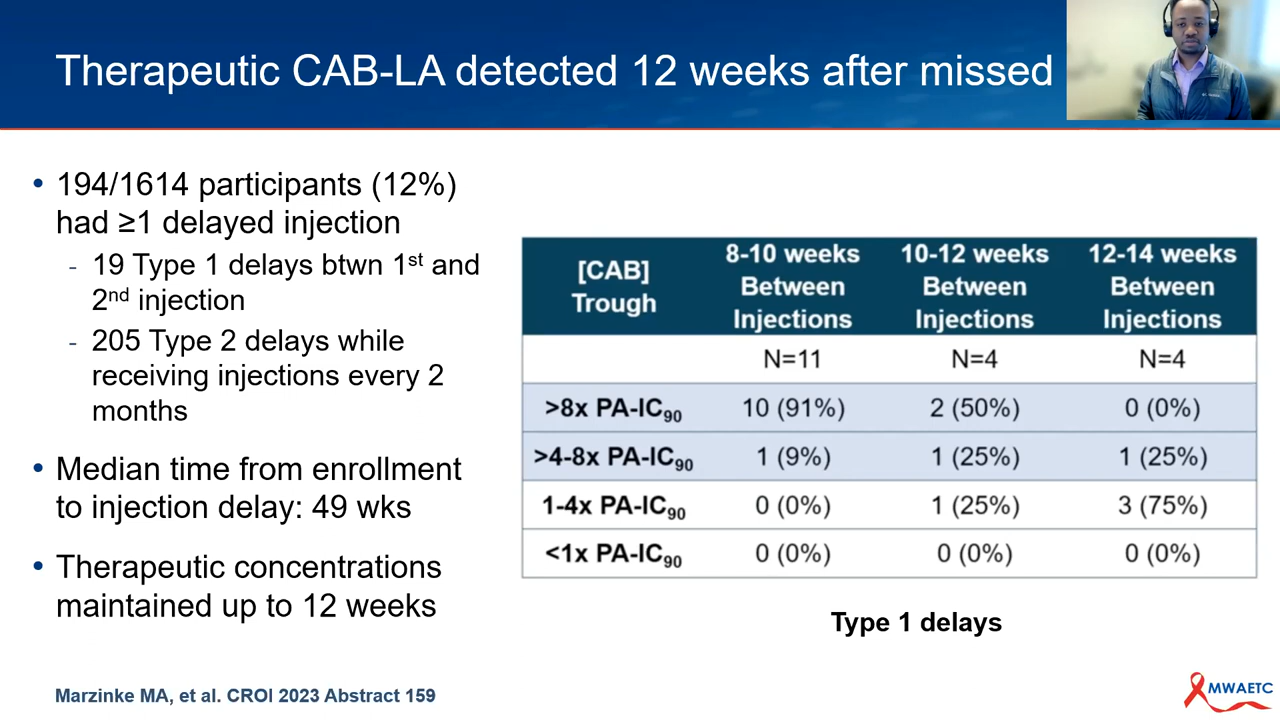 Therapeutic CAB-LA detected 12 weeks after missed
• 194/1614 participants (12%)
had ≥1 delayed injection
- 19 Type 1 delays btwn 1st and
2nd injection
- 205 Type 2 delays while
receiving injections every 2
months
• Median time from enrollment
to injection delay: 49 wks
• Therapeutic concentrations
maintained up to 12 weeks
[CAB] Trough | 8-10 weeks Between Injections | 10-12 weeks Between Injections | 12-14 weeks Between Injections
N=11 | N=4 | N=4
>8x PA-IC90 | 10 (91%) | 2 (50%) | 0 (0%)
>4-8x PA-IC90 | 1 (9%) | 1 (25%) | 1 (25%)
1-4x PA-IC90 | 0 (0%) | 1 (25%) | 3 (75%)
<1x PA-IC90 | 0 (0%) | 0 (0%) | 0 (0%)
Type 1 delays
Marzinke MA, et al. CROI 2023 Abstract 159
MWAETC